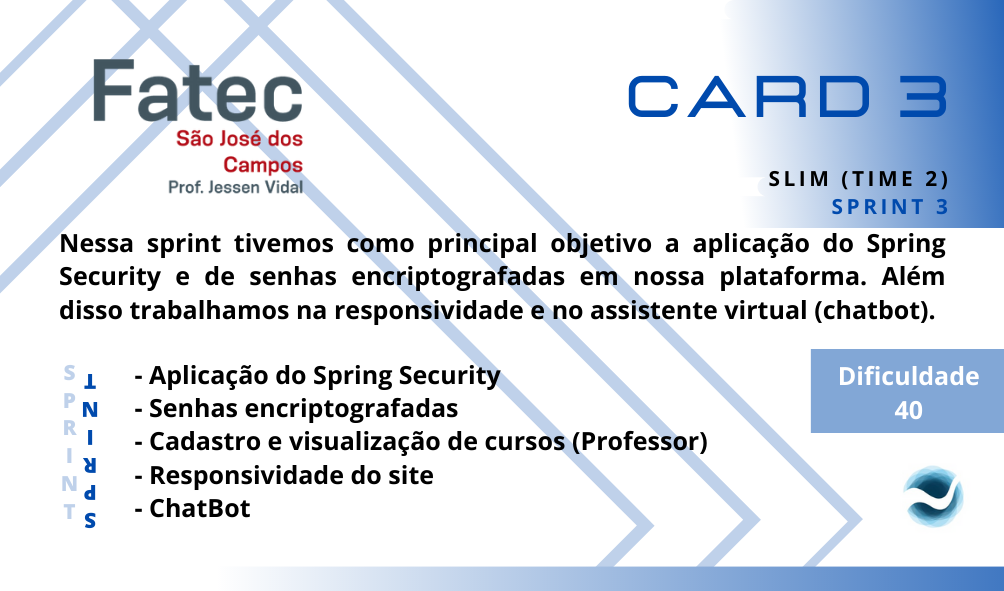 Fatec
São José dos
Campos
Prof. Jessen Vidal
CARD 3
SLIM (TIME 2)
SPRINT 3
Nessa sprint tivemos como principal objetivo a aplicação do Spring
Security e de senhas encriptografadas em nossa plataforma. Além
disso trabalhamos na responsividade e no assistente virtual (chatbot).
SPRINT
SPRINT
- Aplicação do Spring Security
- Senhas encriptografadas
- Cadastro e visualização de cursos (Professor)
- Responsividade do site
- ChatBot
Dificuldade
40